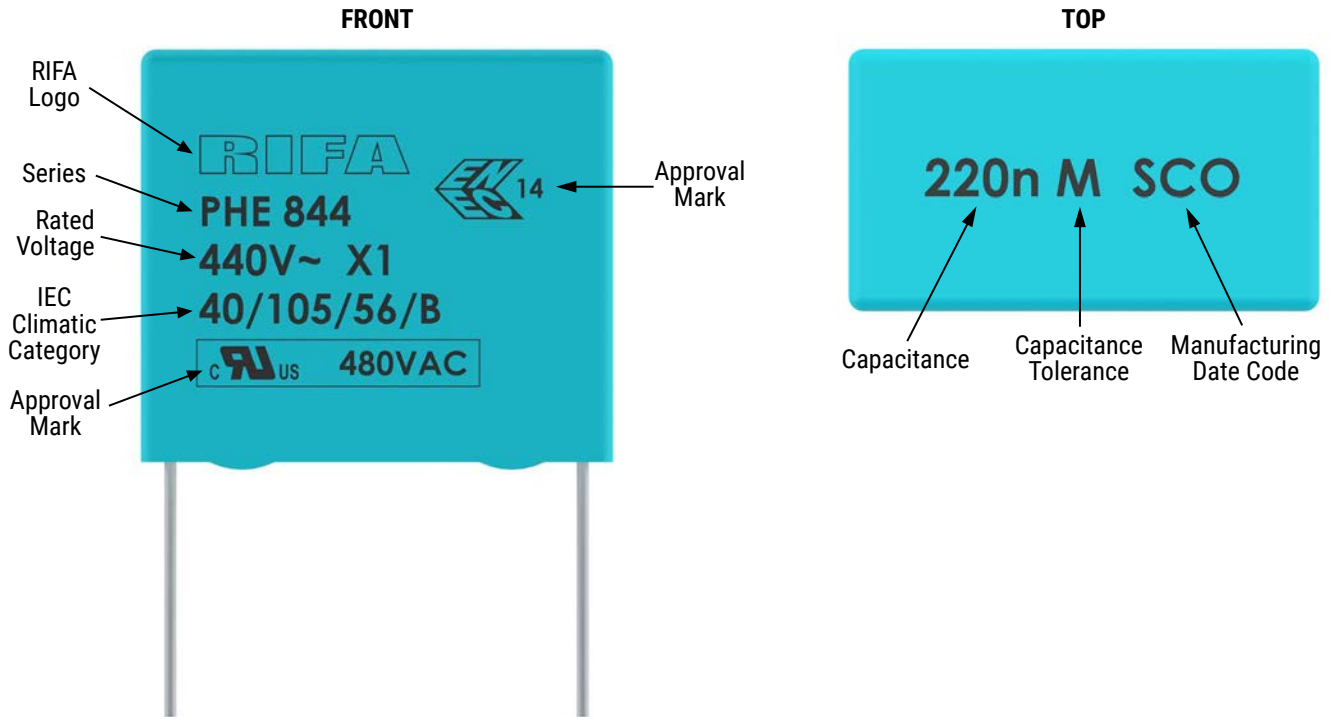 FRONT
RIFA
Logo
Series
Rated
Voltage
IEC
Climatic
Category
Approval
Mark
RIFA
PHE 844
440V~ X1
40/105/56/B
c RU US 480VAC
EN
EC
14
Approval
Mark
TOP
220n M SCO
Capacitance
Capacitance
Tolerance
Manufacturing
Date Code